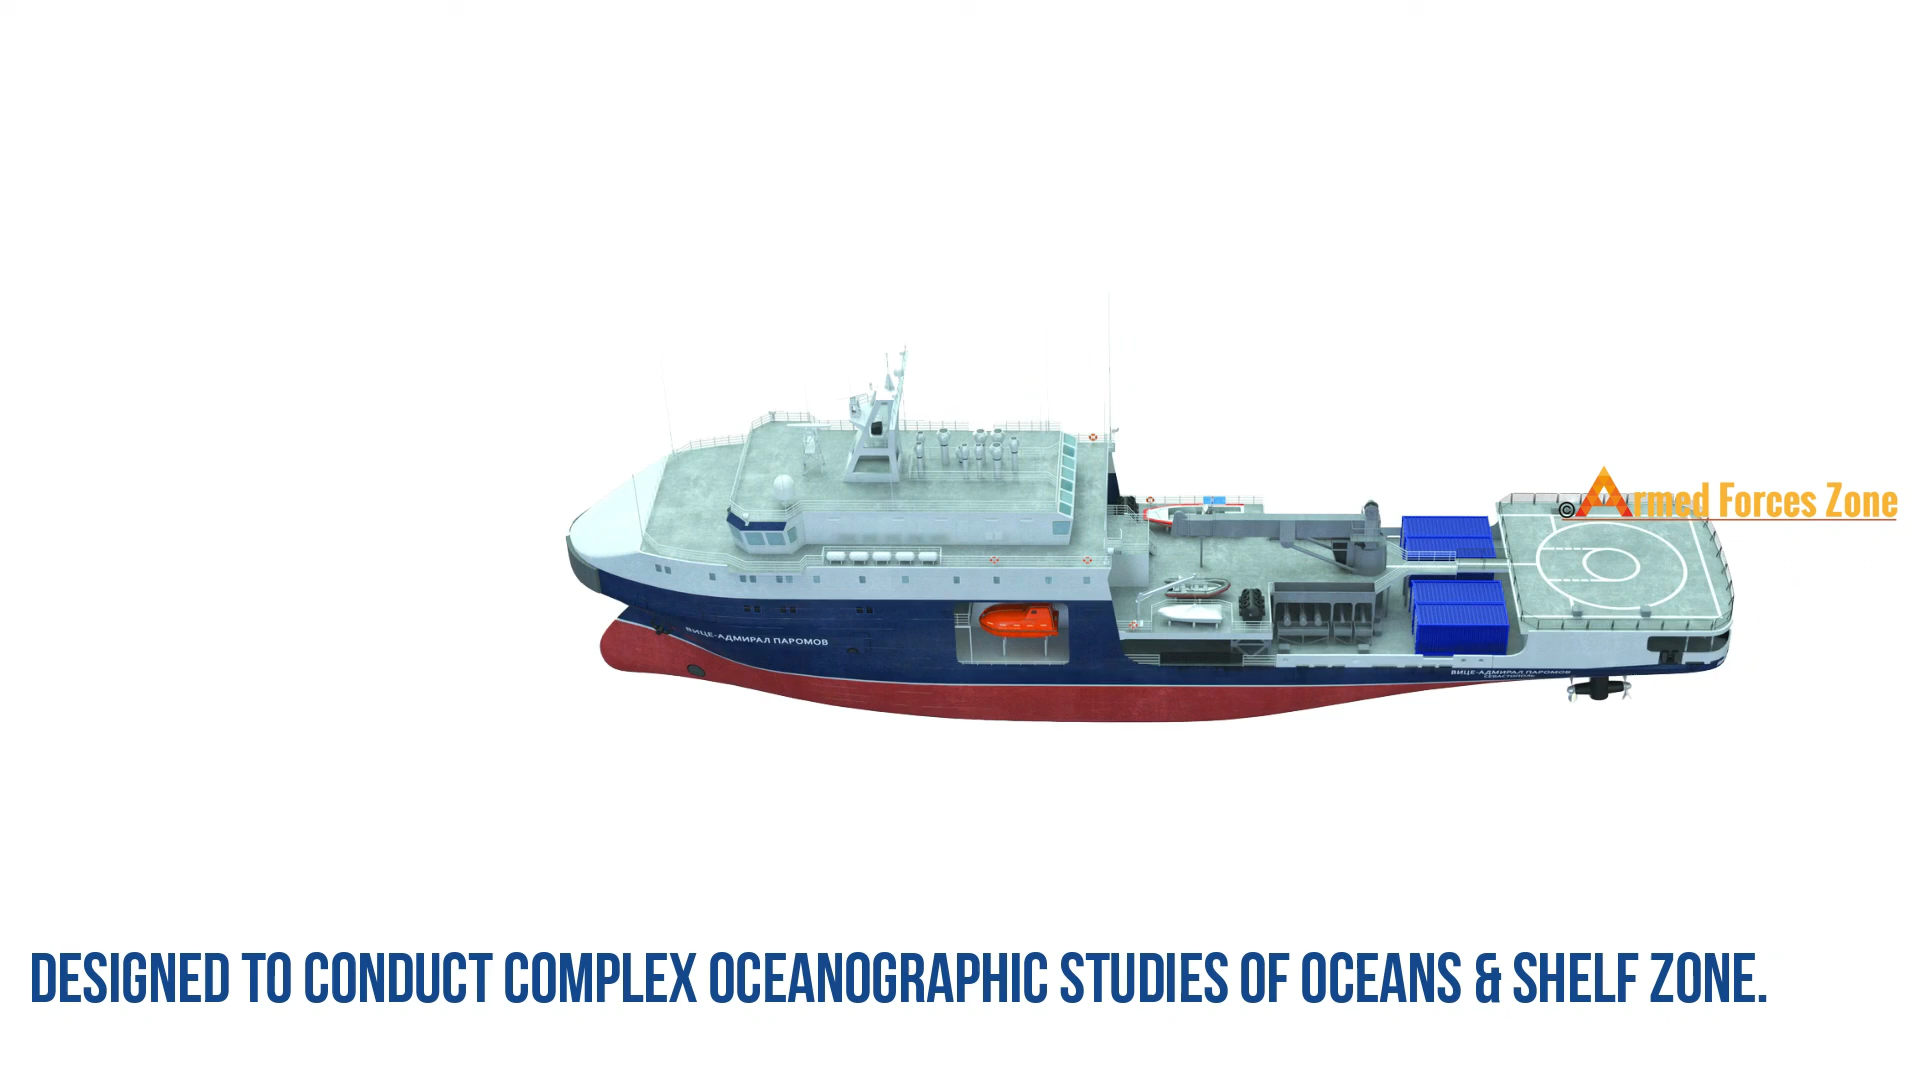 © Armed Forces Zone
ВИЦЕ-АДМИРАЛ ПАРОМОВ
ВИЦЕ-АДМИРАЛ ПАРОМОВ
СЕВАСТОПОЛЬ
DESIGNED TO CONDUCT COMPLEX OCEANOGRAPHIC STUDIES OF OCEANS & SHELF ZONE.